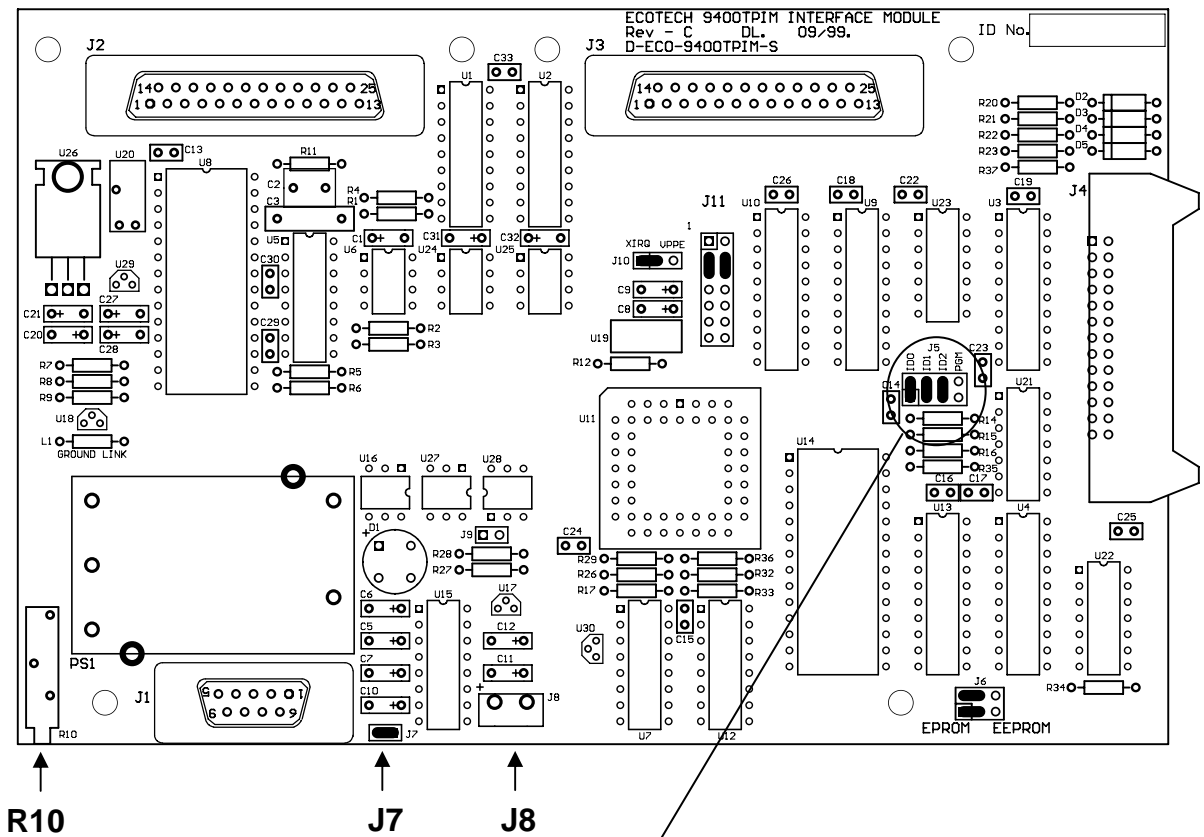 ECOTECH 9400TPIM INTERFACE MODULE
Rev - C DL. 09/99.
D-ECO-9400TPIM-S
ID No.
J2
J3
C33
U1
U2
14 25
1 13
14 25
1 13
R20
R21
R22
R23
R37
D2
D3
D4
D5
U26
U20
C13
U8
R11
C2
C3
R4
R1
U5
C1
C31
C32
U6
U24
U25
C30
C29
U29
C21
C27
C20
C28
R2
R3
R5
R6
R7
R8
R9
U18
L1
GROUND LINK
J11
1
XIRQ VPPE
J10
C9
C8
U19
R12
C26
U10
C18
U9
C22
U23
C19
U3
J4
J5
ID0
ID1
ID2
PGM
C23
C14
R14
R15
R16
R35
U21
U11
U14
C16
C17
U13
U4
C25
U22
U16
U27
U28
+
D1
J9
R28
R27
C24
R29
R26
R17
R36
R32
R33
U17
C6
C5
C7
C10
U15
C12
C11
+
J8
J7
U30
C15
U7
U12
R34
J6
EPROM EEPROM
PS1
J1
5 1
9 6
R10
R10
J7
J8